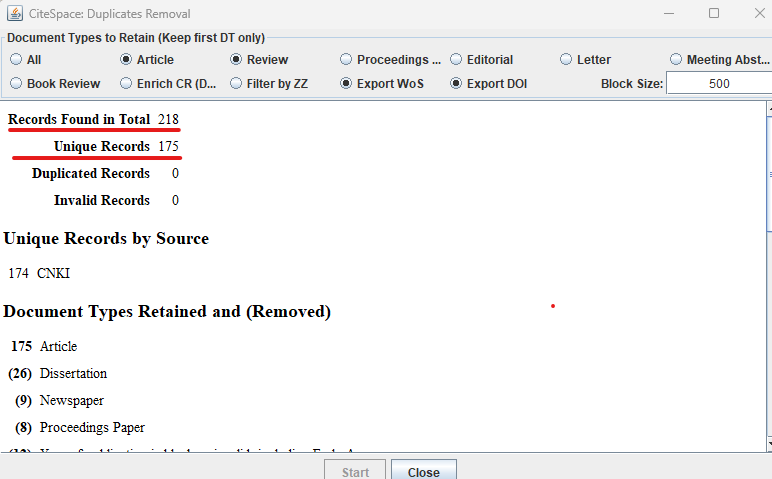 CiteSpace: Duplicates Removal
Document Types to Retain (Keep first DT only)
All Article Review Proceedings ... Editorial Letter Meeting Abst...
Book Review Enrich CR (D... Filter by ZZ Export WoS Export DOI Block Size: 500
Records Found in Total 218
Unique Records 175
Duplicated Records 0
Invalid Records 0
Unique Records by Source
174 CNKI
Document Types Retained and (Removed)
175 Article
(26) Dissertation
(9) Newspaper
(8) Proceedings Paper
Start Close